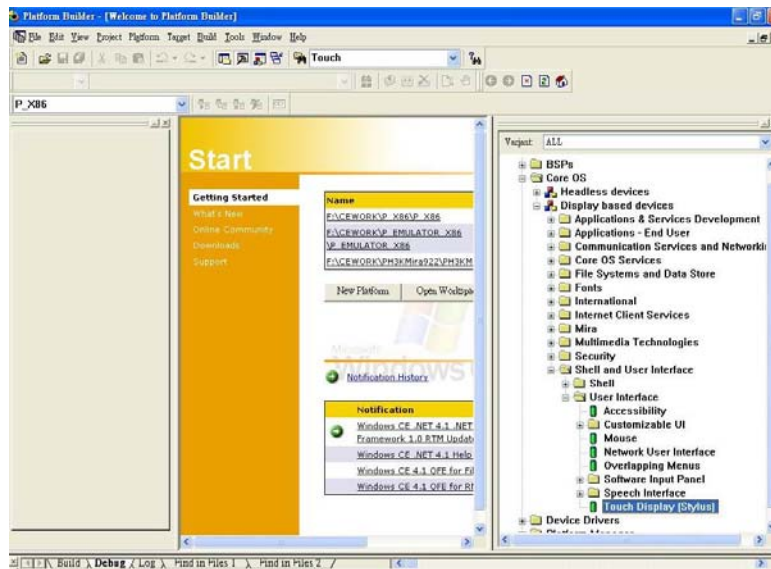 Platform Builder - [Welcome to Platform Builder]
File Edit View Project Platform Target Build Tools Window Help
Touch
P_X86
Start
Getting Started
What's New
Online Community
Downloads
Support
Name
F:\CEWORK\P_X86\P_X86
F:\CEWORK\P_EMULATOR_X86
\P_EMULATOR_X86
F:\CEWORK\PH3KMira922\PH3KM
New Platform
Open Workspa
Microsoft
Windows
Notification History
Notification
Windows CE .NET 4.1 .NET
Framework 1.0 RTM Updat
Windows CE .NET 4.1 Help
Windows CE 4.1 QFE for Fi
Windows CE 4.1 QFE for RI
Variant: ALL
BSPs
Core OS
Headless devices
Display based devices
Applications & Services Development
Applications - End User
Communication Services and Networkin
Core OS Services
File Systems and Data Store
Fonts
International
Internet Client Services
Mira
Multimedia Technologies
Security
Shell and User Interface
Shell
User Interface
Accessibility
Customizable UI
Mouse
Network User Interface
Overlapping Menus
Software Input Panel
Speech Interface
Touch Display (Stylus)
Device Drivers
Platform Manager
Build Debug Log Find in Files 1 Find in Files 2